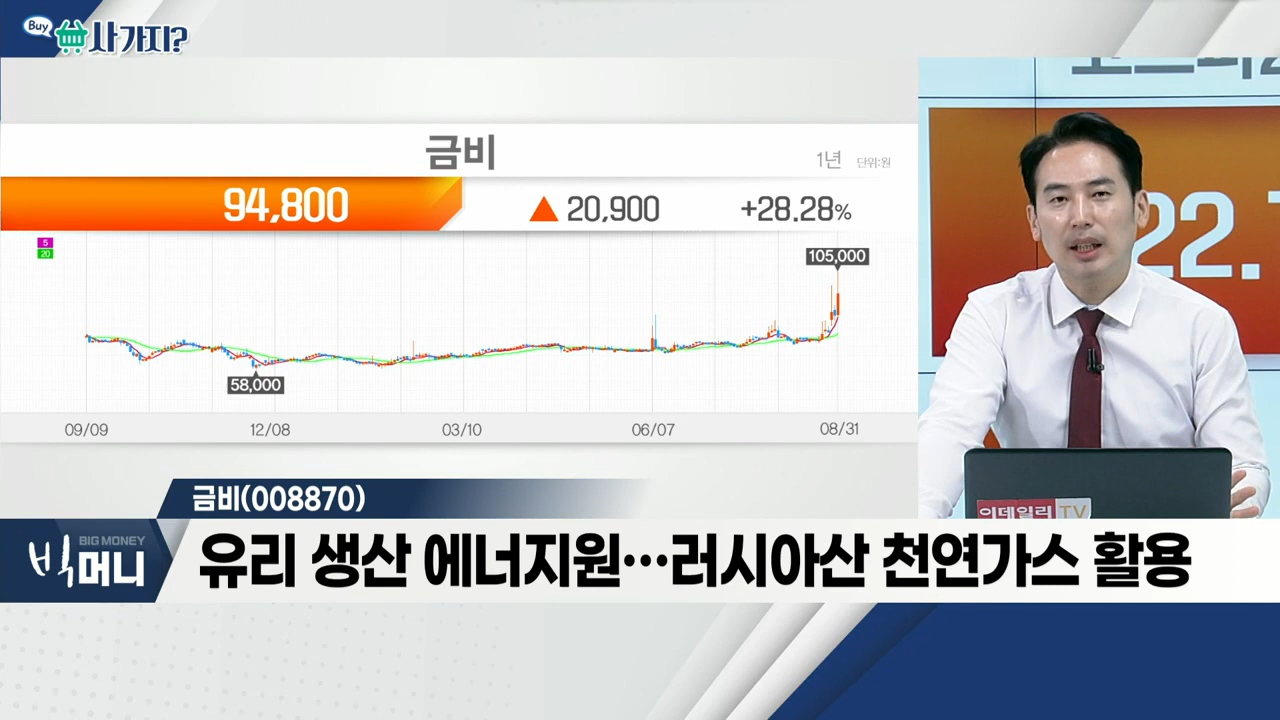 Buy
사가지?
금비
1년 단위:원
94,800 ▲ 20,900 +28.28%
5
20
105,000
58,000
09/09 12/08 03/10 06/07 08/31
22.
이데일리 TV
금비(008870)
BIG MONEY
빅머니
유리 생산 에너지원…러시아산 천연가스 활용